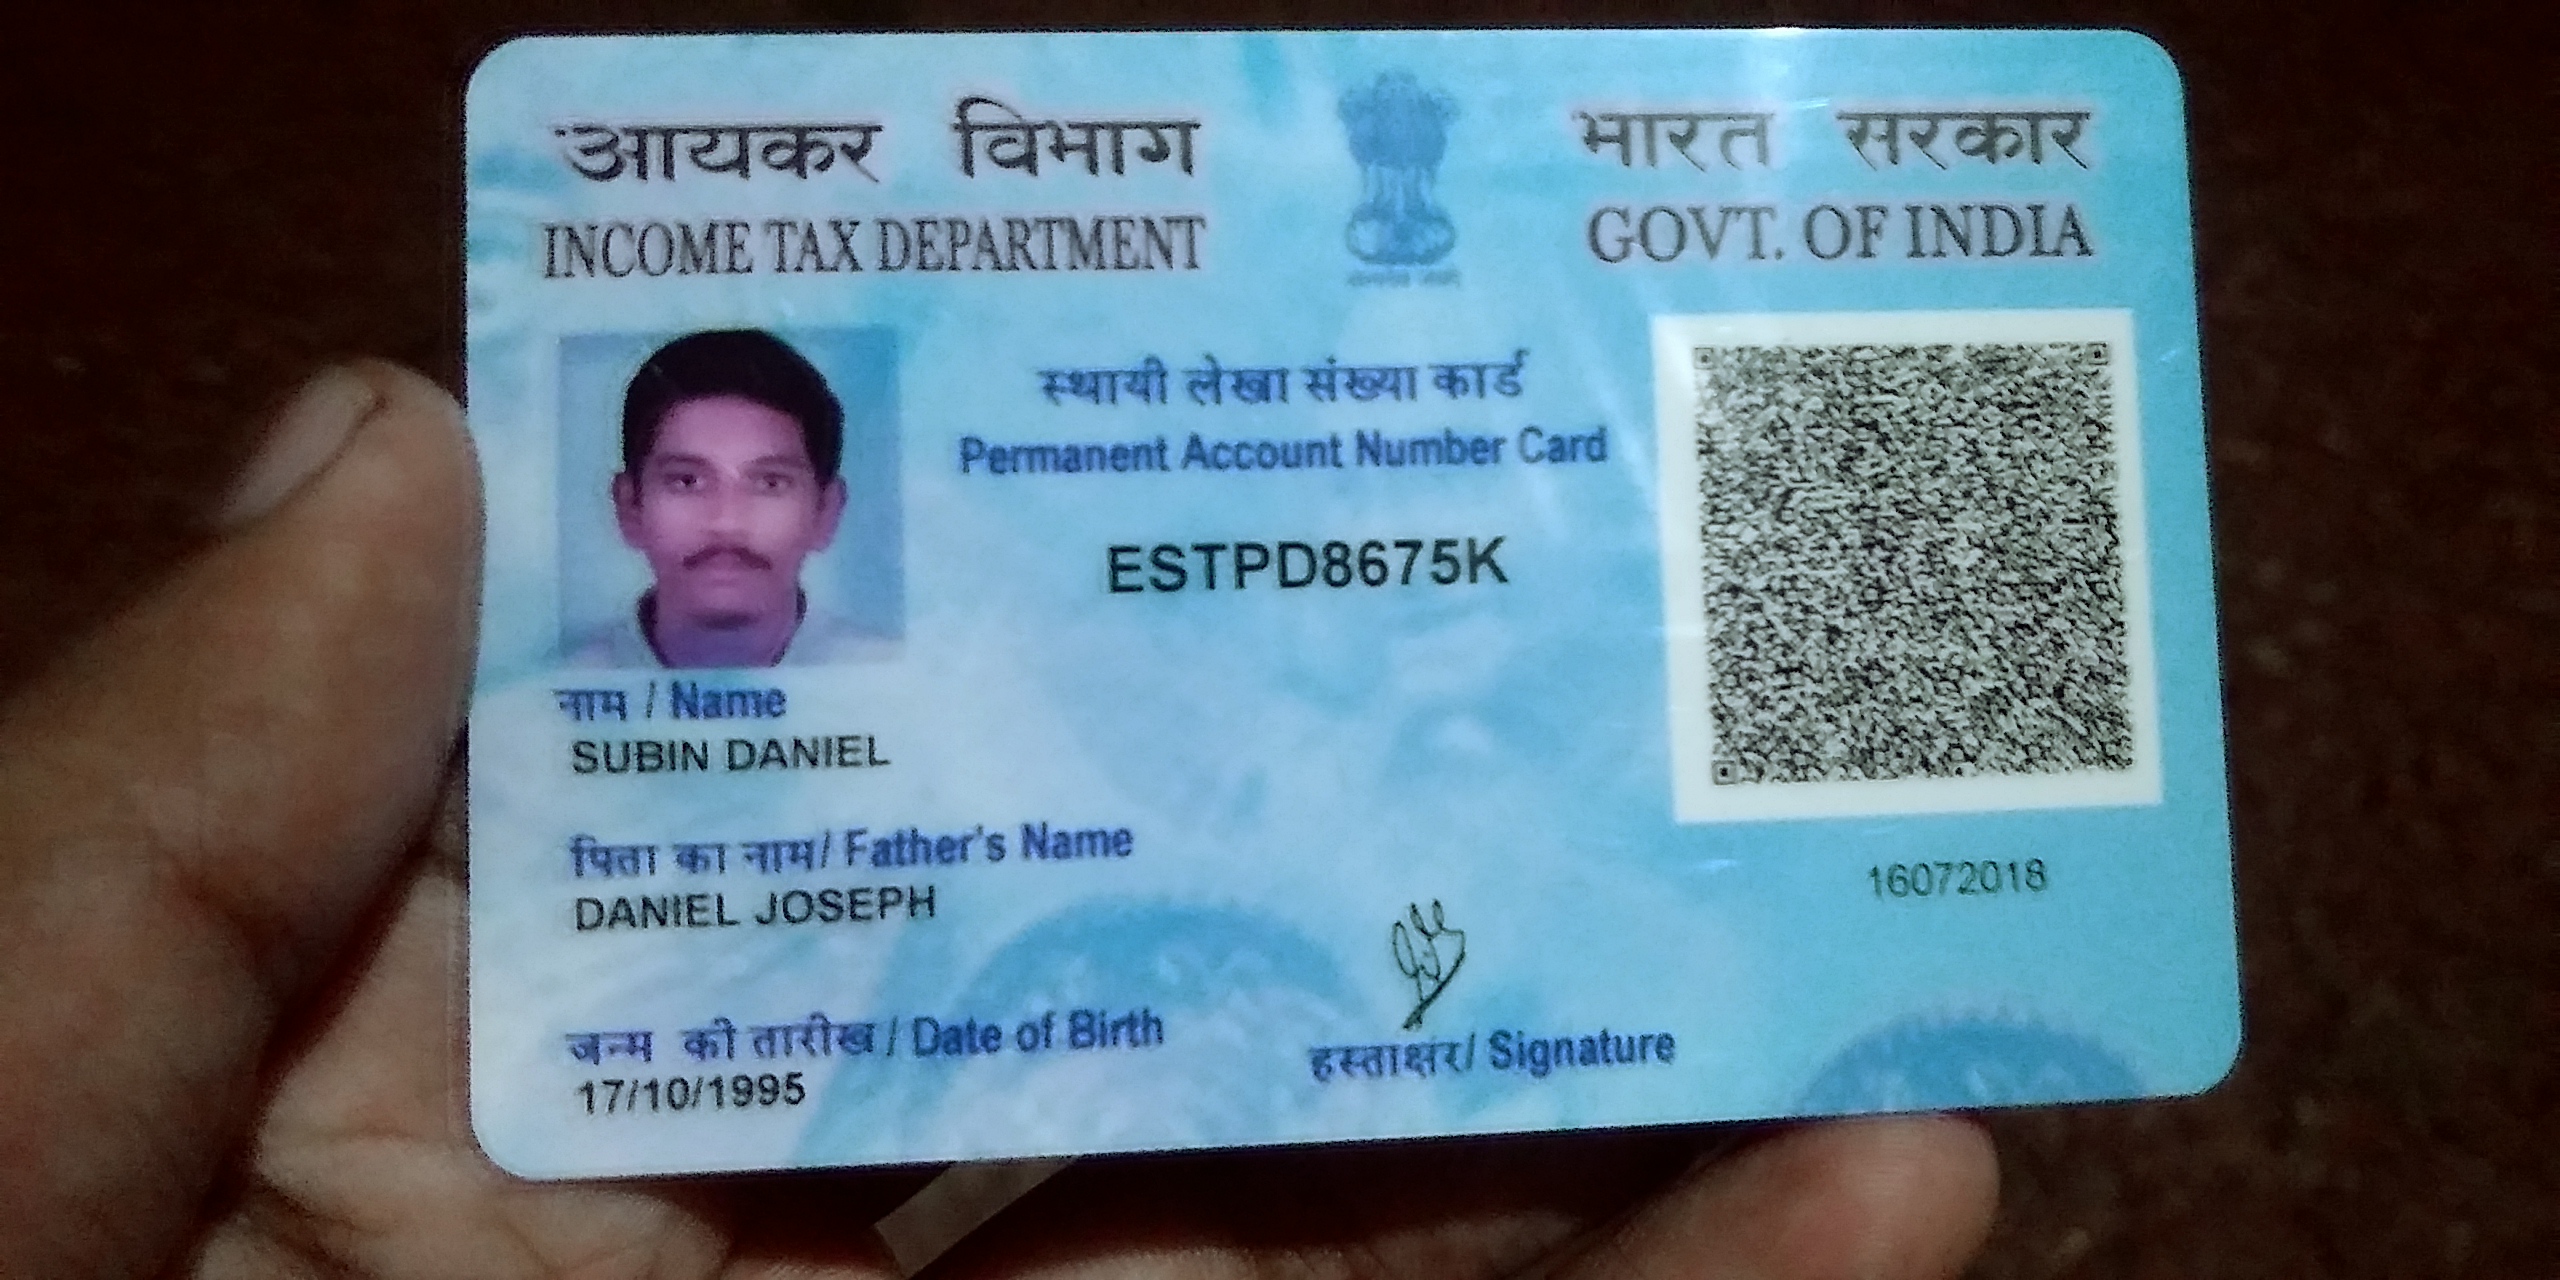 आयकर विभाग
INCOME TAX DEPARTMENT
भारत सरकार
GOVT. OF INDIA
स्थायी लेखा संख्या कार्ड
Permanent Account Number Card
ESTPD8675K
नाम / Name
SUBIN DANIEL
पिता का नाम/ Father's Name
DANIEL JOSEPH
जन्म की तारीख / Date of Birth
17/10/1995
हस्ताक्षर/ Signature
16072018